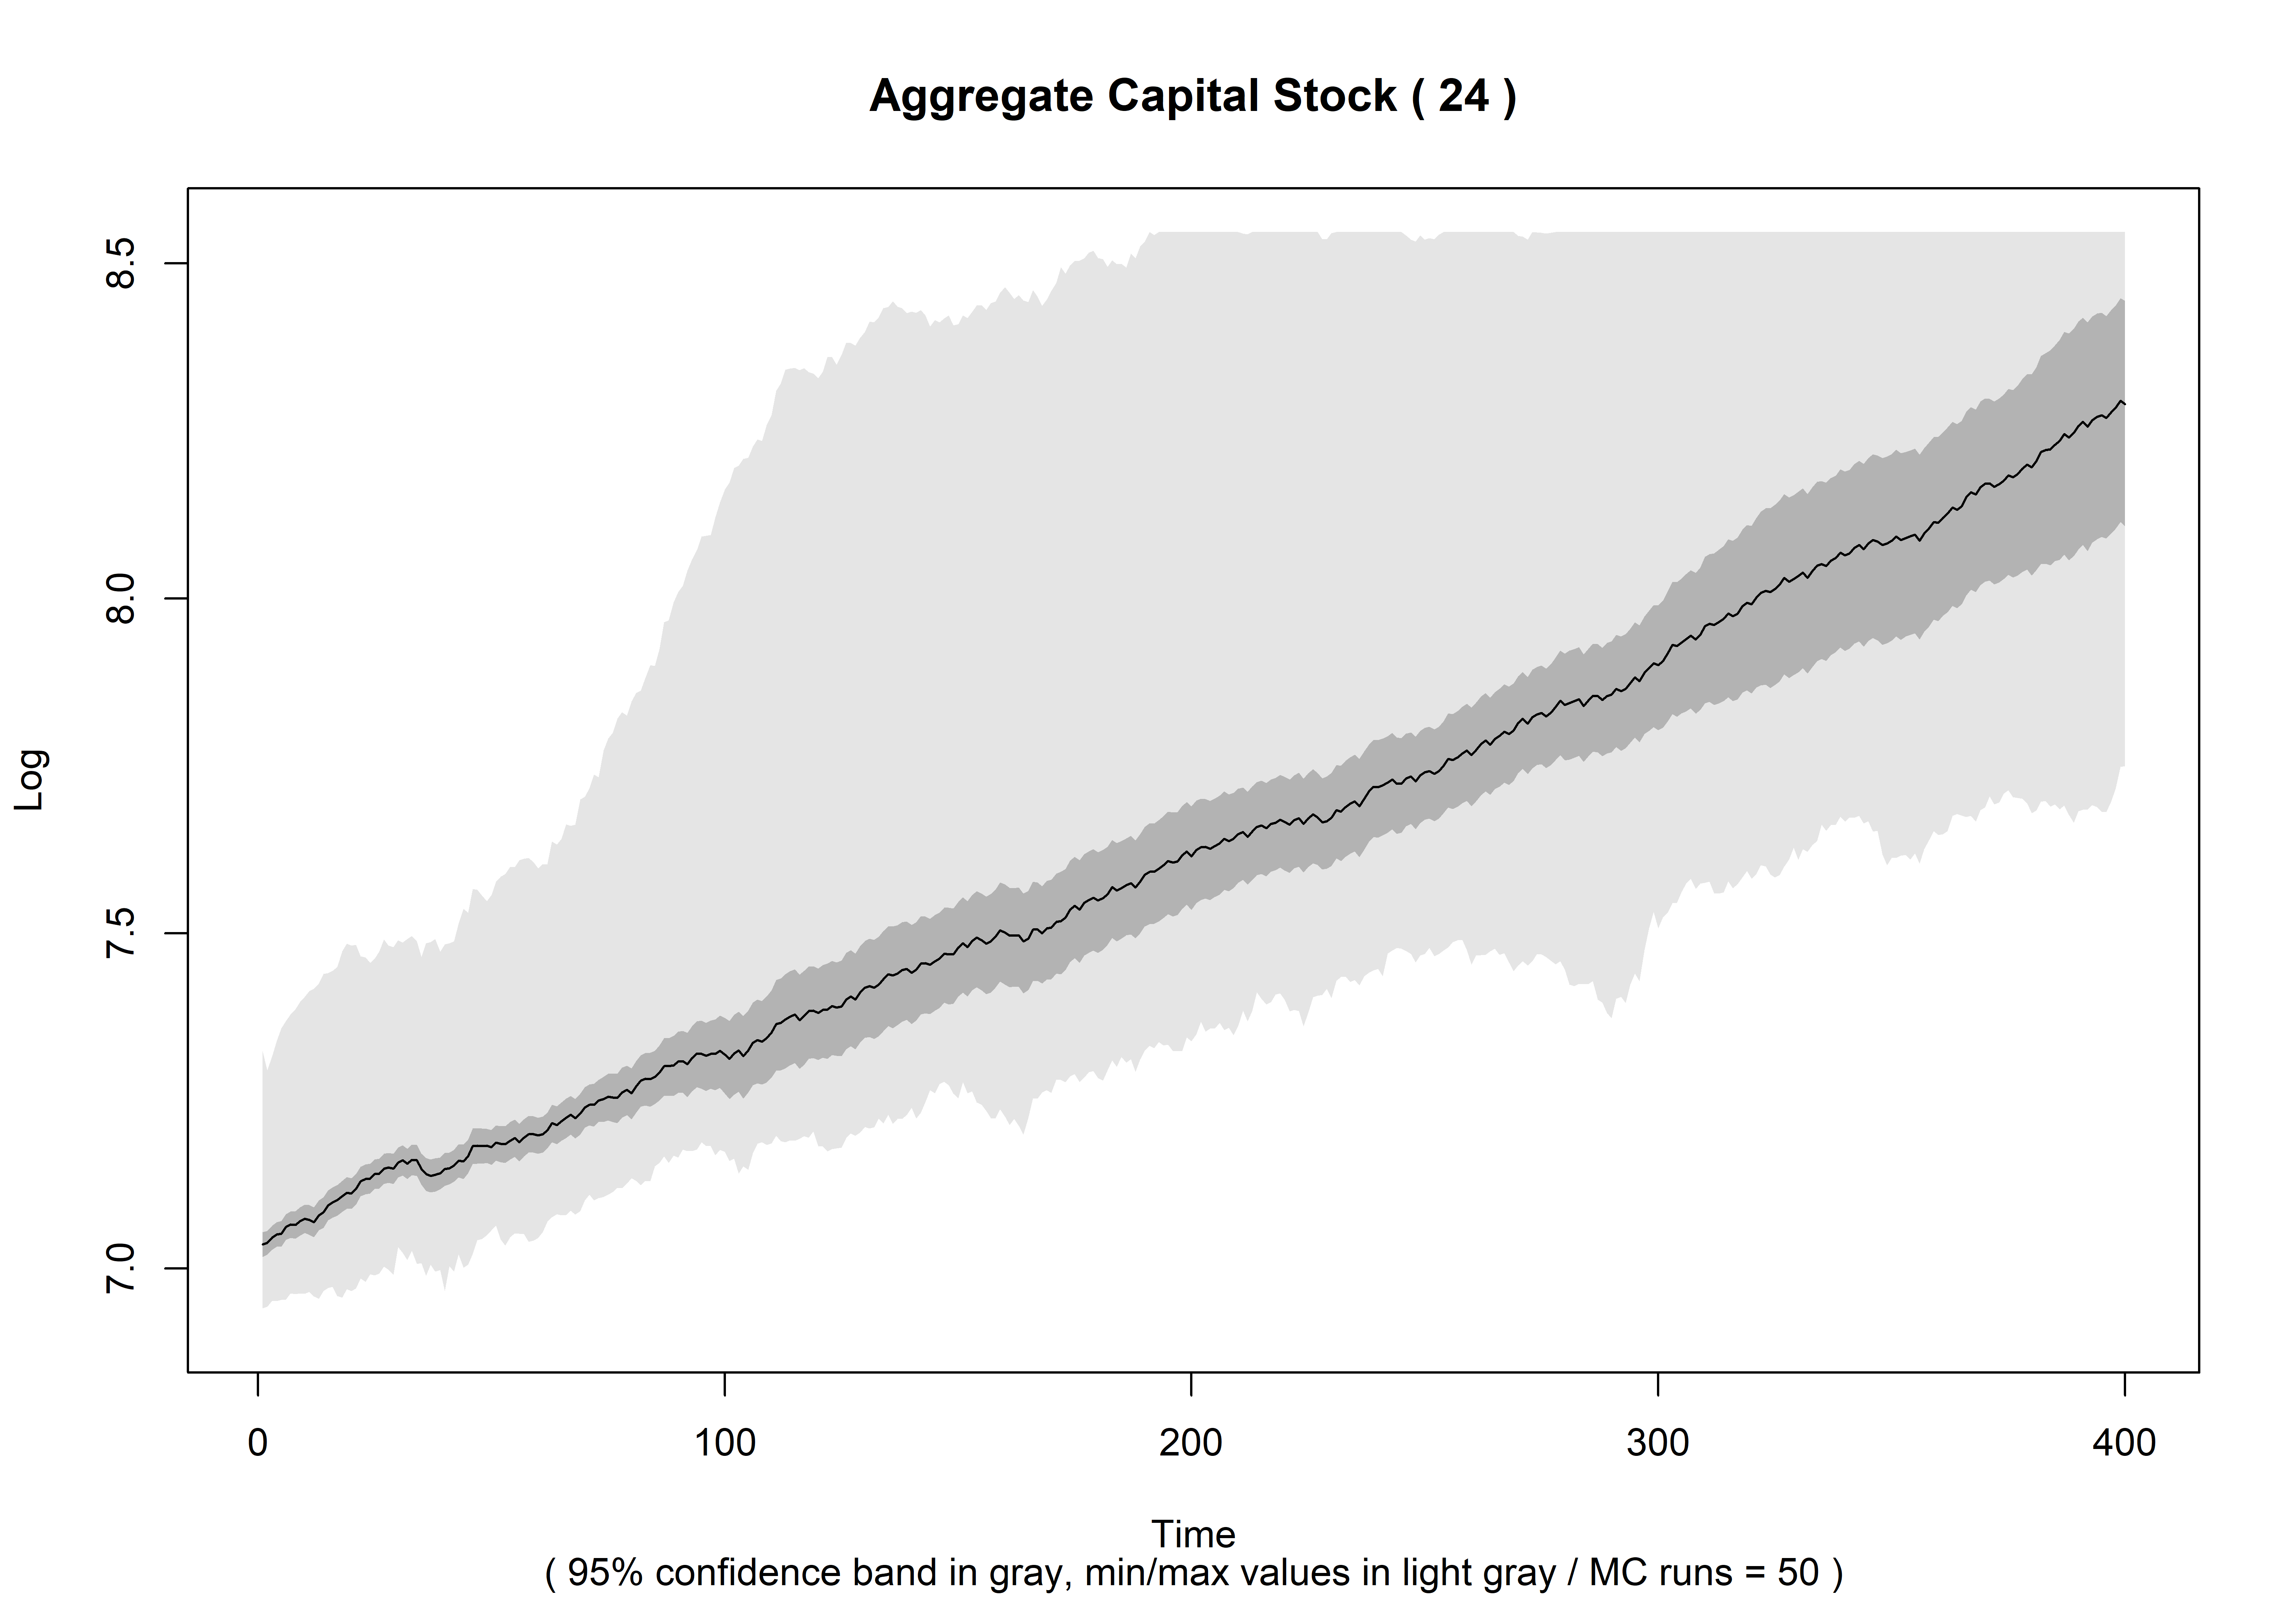 Aggregate Capital Stock ( 24 )
8.5
8.0
7.5
7.0
Log
0 100 200 300 400
Time
( 95% confidence band in gray, min/max values in light gray / MC runs = 50 )